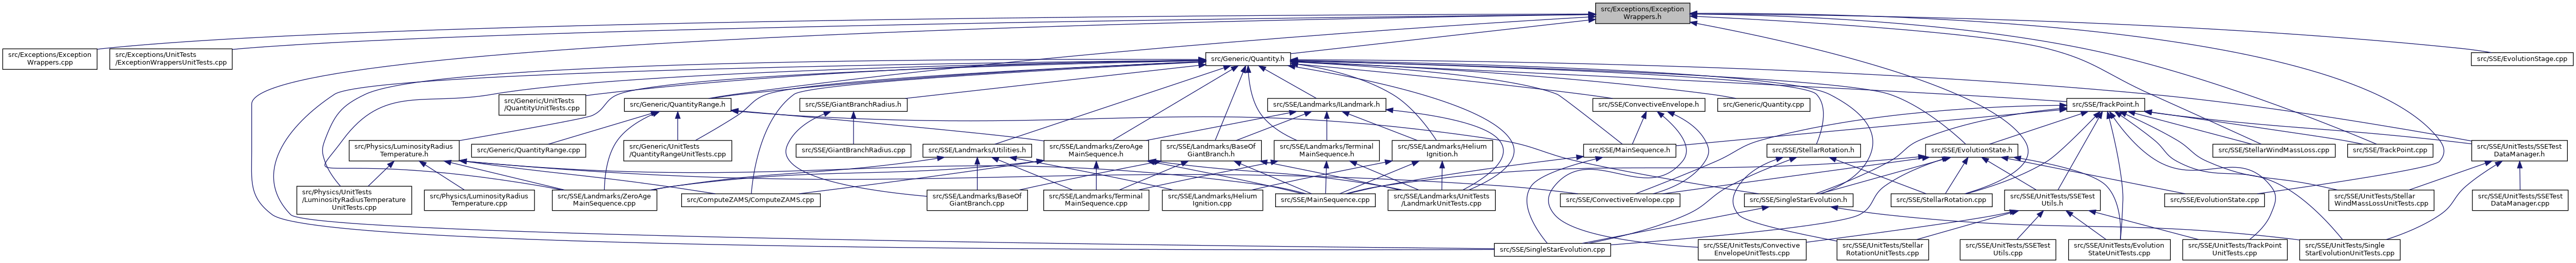 src/Exceptions/Exception
Wrappers.h
src/Exceptions/Exception
Wrappers.cpp
src/Exceptions/UnitTests
/ExceptionWrappersUnitTests.cpp
src/Generic/Quantity.h
src/SSE/EvolutionStage.cpp
src/Generic/UnitTests
/QuantityUnitTests.cpp
src/Generic/QuantityRange.h
src/SSE/GiantBranchRadius.h
src/SSE/Landmarks/ILandmark.h
src/SSE/ConvectiveEnvelope.h
src/Generic/Quantity.cpp
src/SSE/TrackPoint.h
src/Physics/LuminosityRadius
Temperature.h
src/Generic/QuantityRange.cpp
src/Generic/UnitTests
/QuantityRangeUnitTests.cpp
src/SSE/GiantBranchRadius.cpp
src/SSE/Landmarks/Utilities.h
src/SSE/Landmarks/ZeroAge
MainSequence.h
src/SSE/Landmarks/BaseOf
GiantBranch.h
src/SSE/Landmarks/Terminal
MainSequence.h
src/SSE/Landmarks/Helium
Ignition.h
src/SSE/MainSequence.h
src/SSE/StellarRotation.h
src/SSE/EvolutionState.h
src/SSE/StellarWindMassLoss.cpp
src/SSE/TrackPoint.cpp
src/SSE/UnitTests/SSETest
DataManager.h
src/Physics/UnitTests
/LuminosityRadiusTemperature
UnitTests.cpp
src/Physics/LuminosityRadius
Temperature.cpp
src/SSE/Landmarks/ZeroAge
MainSequence.cpp
src/ComputeZAMS/ComputeZAMS.cpp
src/SSE/Landmarks/BaseOf
GiantBranch.cpp
src/SSE/Landmarks/Terminal
MainSequence.cpp
src/SSE/Landmarks/Helium
Ignition.cpp
src/SSE/MainSequence.cpp
src/SSE/Landmarks/UnitTests
/LandmarkUnitTests.cpp
src/SSE/ConvectiveEnvelope.cpp
src/SSE/SingleStarEvolution.h
src/SSE/StellarRotation.cpp
src/SSE/UnitTests/SSETest
Utils.h
src/SSE/EvolutionState.cpp
src/SSE/UnitTests/Stellar
WindMassLossUnitTests.cpp
src/SSE/UnitTests/SSETest
DataManager.cpp
src/SSE/SingleStarEvolution.cpp
src/SSE/UnitTests/Convective
EnvelopeUnitTests.cpp
src/SSE/UnitTests/Stellar
RotationUnitTests.cpp
src/SSE/UnitTests/SSETest
Utils.cpp
src/SSE/UnitTests/Evolution
StateUnitTests.cpp
src/SSE/UnitTests/TrackPoint
UnitTests.cpp
src/SSE/UnitTests/Single
StarEvolutionUnitTests.cpp